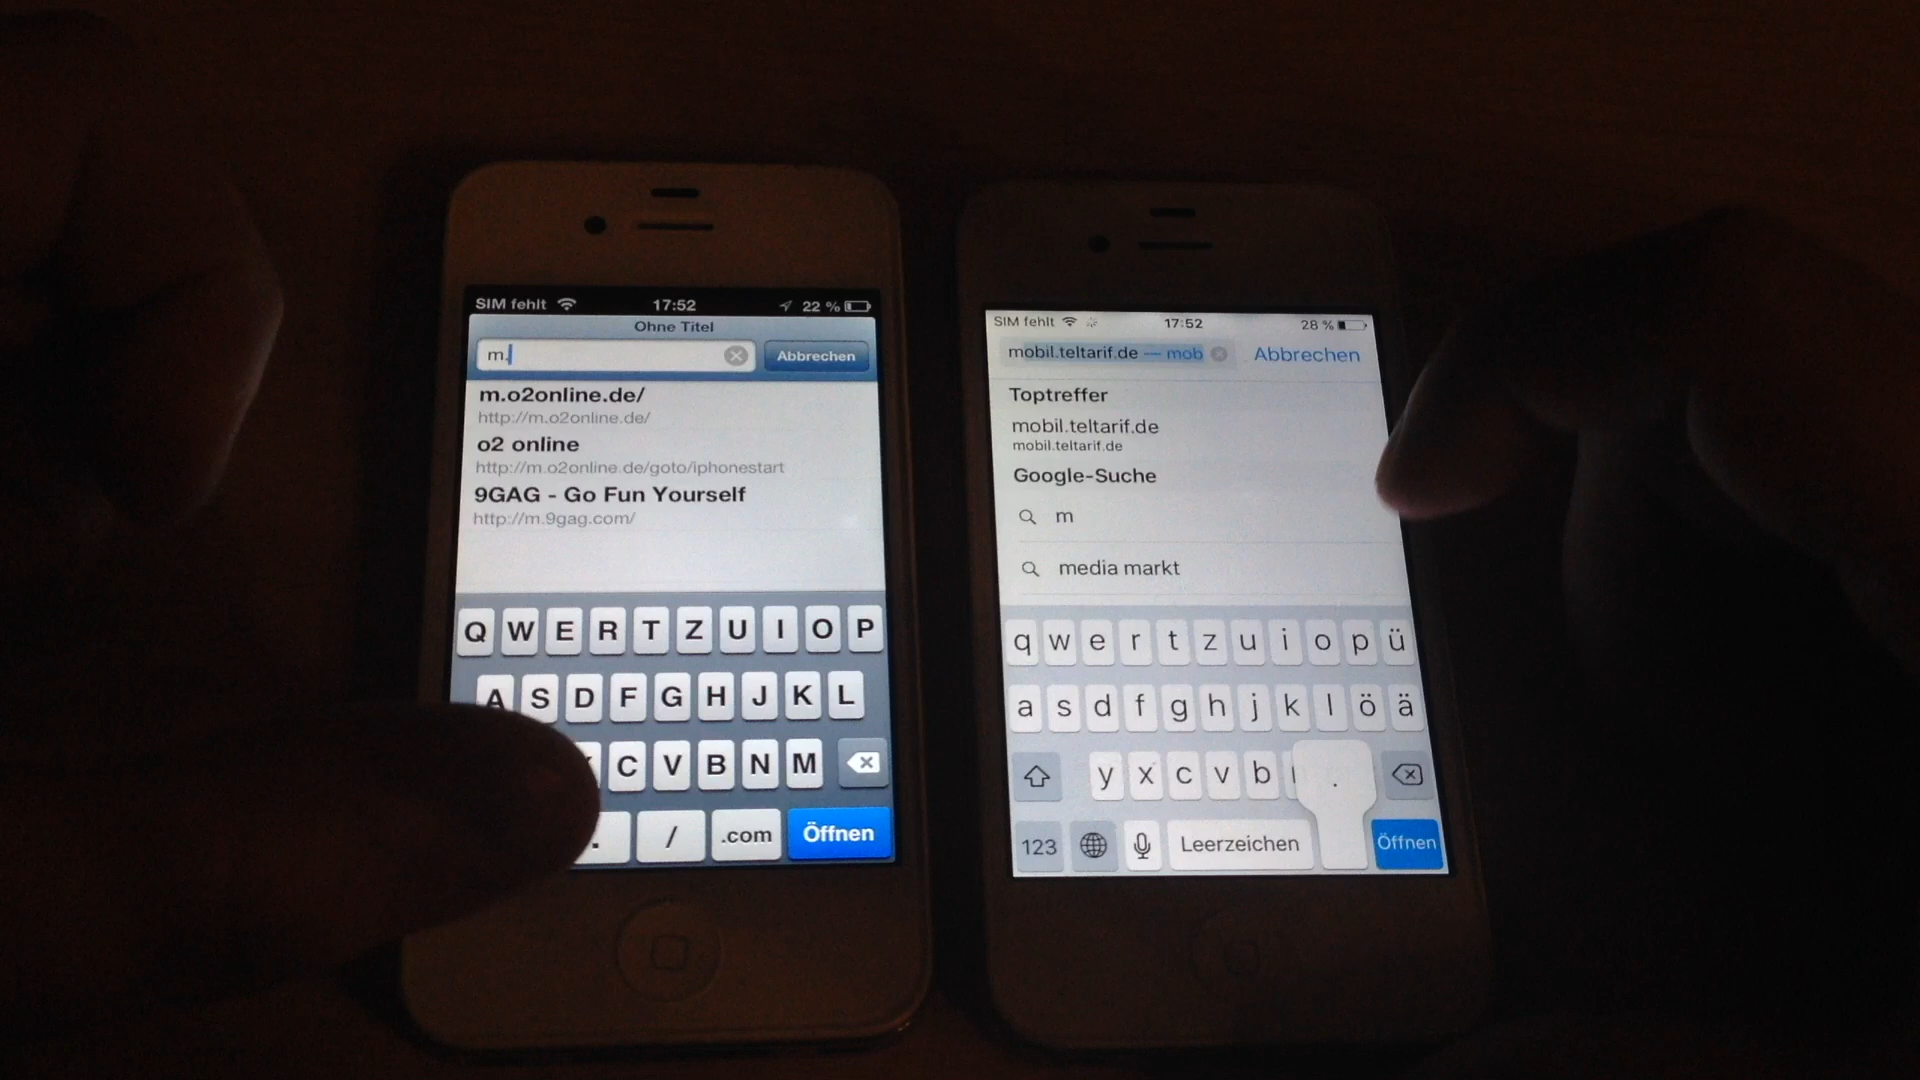 SIM fehlt 17:52 22 %
Ohne Titel
m. Abbrechen
m.o2online.de/
http://m.o2online.de/
o2 online
http://m.o2online.de/goto/iphonestart
9GAG - Go Fun Yourself
http://m.9gag.com/
Q W E R T Z U I O P
A S D F G H J K L
C V B N M
. / .com Öffnen
SIM fehlt 17:52 28 %
mobil.teltarif.de — mob Abbrechen
Toptreffer
mobil.teltarif.de
mobil.teltarif.de
Google-Suche
m
media markt
q w e r t z u i o p ü
a s d f g h j k l ö ä
y x c v b .
123 Leerzeichen Öffnen